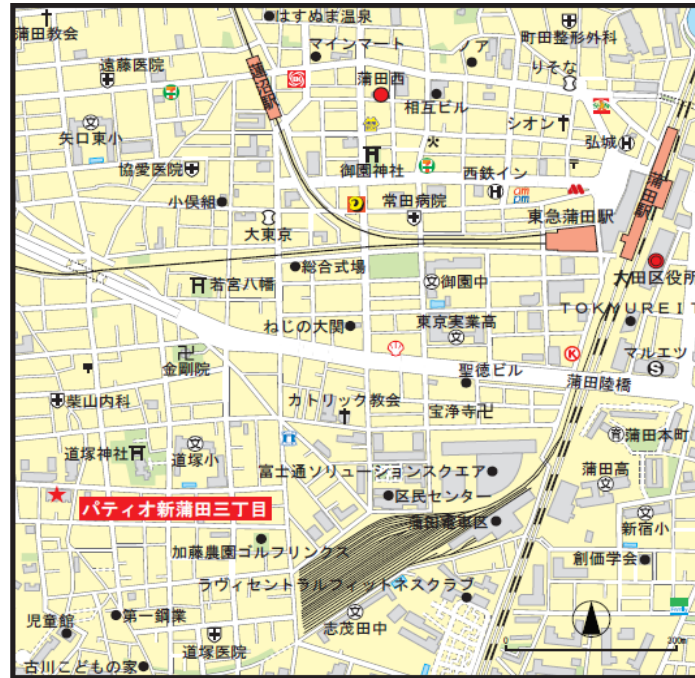 はすぬま温泉
蒲田教会
マインマート
ノア
町田整形外科
遠藤医院
蓮沼駅
蒲田西
りそな
相互ビル
矢口東小
シオン
弘城
協愛医院
御園神社
西鉄イン
am
pm
蒲田駅
小俣組
常田病院
大東京
東急蒲田駅
総合式場
大田区役所
若宮八幡
御園中
TOKYUREIT
ねじの大関
東京実業高
K
マルエツ
S
金剛院
聖徳ビル
蒲田陸橋
柴山内科
カトリック教会
宝浄寺
蒲田本町
道塚神社
道塚小
富士通ソリューションスクエア
蒲田高
区民センター
パティオ新蒲田三丁目
蒲田電車区
新宿小
加藤農園ゴルフリンクス
創価学会
ラヴィセントラルフィットネスクラブ
児童館
第一鋼業
志茂田中
道塚医院
古川こどもの家
0
200m